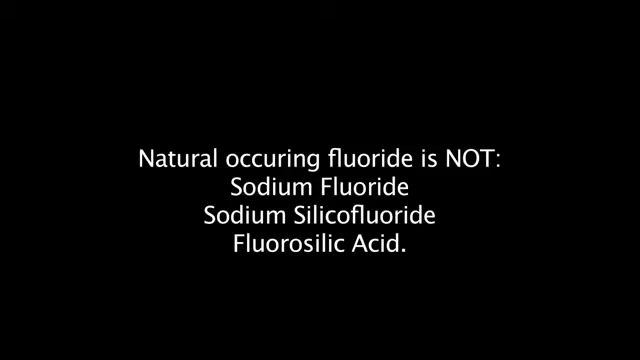 Natural occuring fluoride is NOT:
Sodium Fluoride
Sodium Silicofluoride
Fluorosilic Acid.